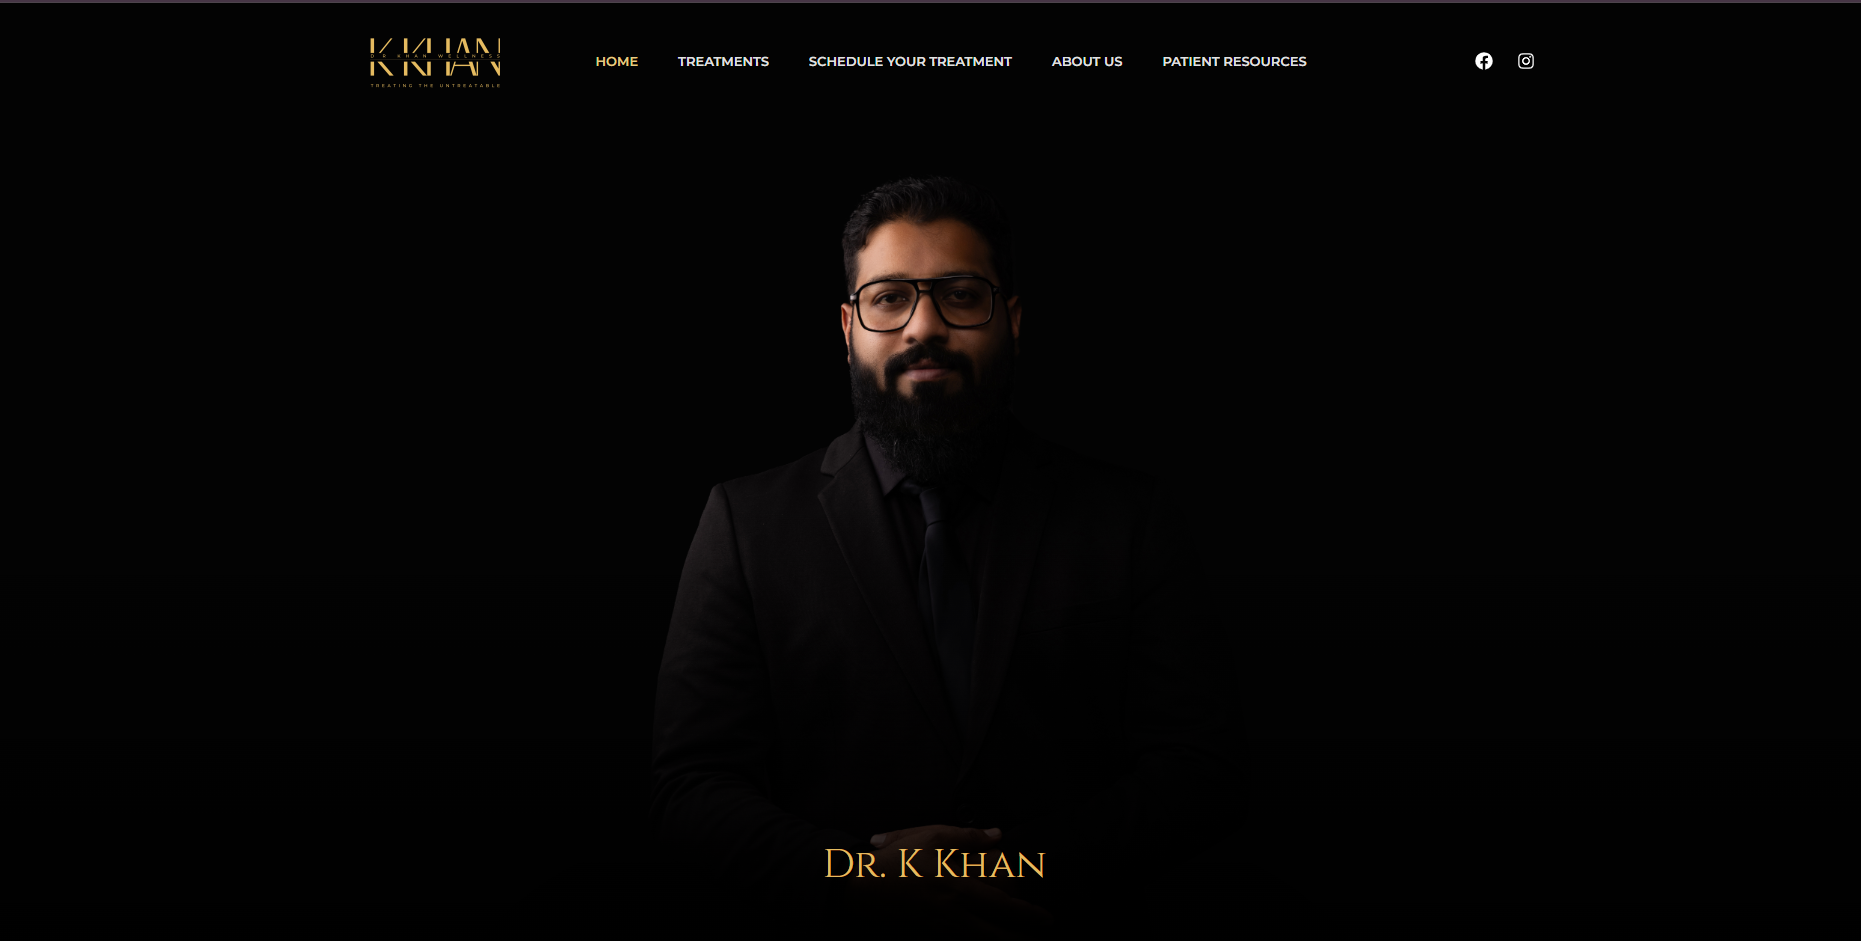 K KHAN
DR KHAN WELLNESS
TREATING THE UNTREATABLE
HOME
TREATMENTS
SCHEDULE YOUR TREATMENT
ABOUT US
PATIENT RESOURCES
DR. K KHAN